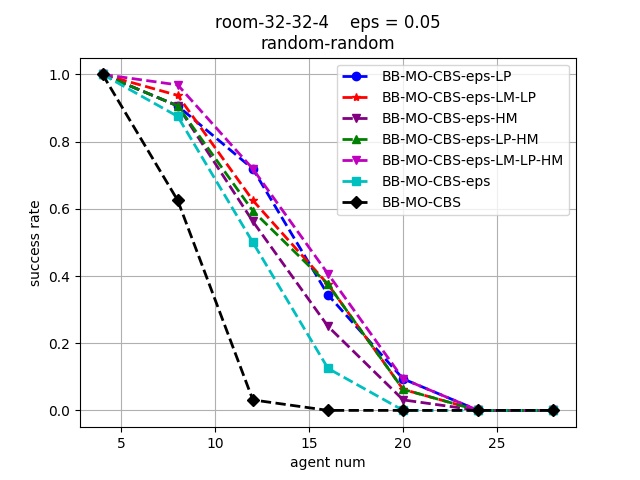 room-32-32-4    eps = 0.05
random-random
success rate
1.0
0.8
0.6
0.4
0.2
0.0
BB-MO-CBS-eps-LP
BB-MO-CBS-eps-LM-LP
BB-MO-CBS-eps-HM
BB-MO-CBS-eps-LP-HM
BB-MO-CBS-eps-LM-LP-HM
BB-MO-CBS-eps
BB-MO-CBS
5 10 15 20 25
agent num